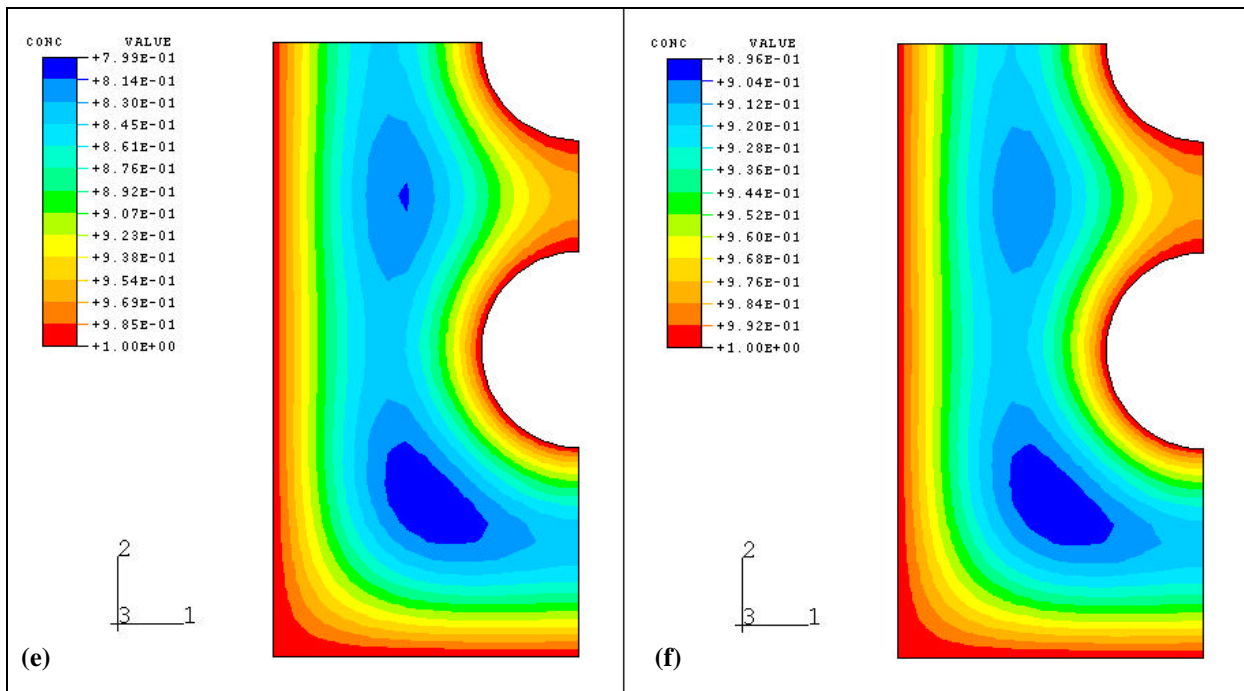 CONC VALUE
+7.99E-01
+8.14E-01
+8.30E-01
+8.45E-01
+8.61E-01
+8.76E-01
+8.92E-01
+9.07E-01
+9.23E-01
+9.38E-01
+9.54E-01
+9.69E-01
+9.85E-01
+1.00E+00
2
3 1
(e)
CONC VALUE
+8.96E-01
+9.04E-01
+9.12E-01
+9.20E-01
+9.28E-01
+9.36E-01
+9.44E-01
+9.52E-01
+9.60E-01
+9.68E-01
+9.76E-01
+9.84E-01
+9.92E-01
+1.00E+00
2
3 1
(f)